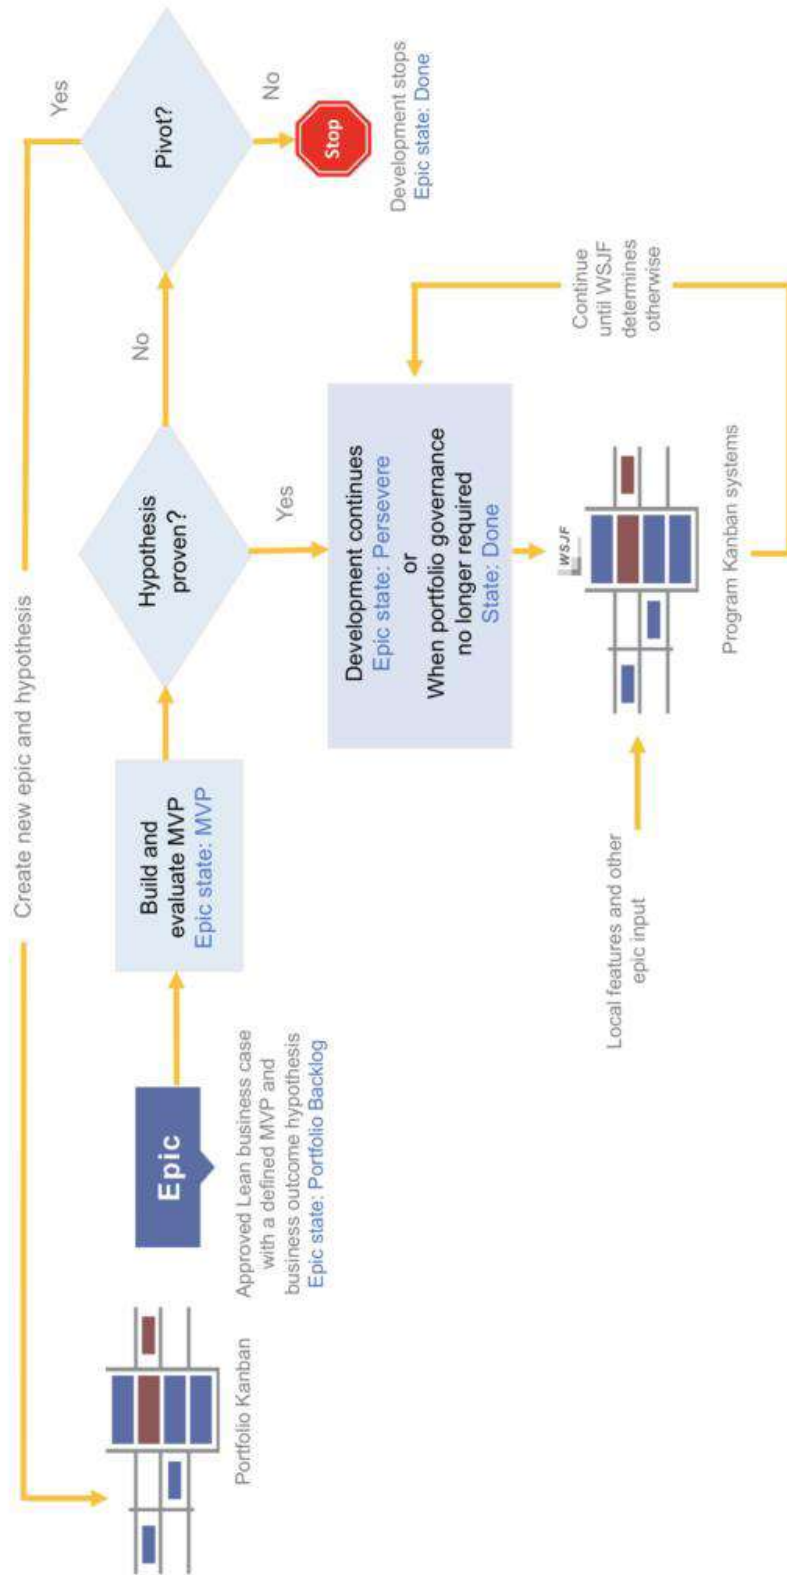 Create new epic and hypothesis
Yes
Portfolio Kanban
Epic
Approved Lean business case
with a defined MVP and
business outcome hypothesis
Epic state: Portfolio Backlog
Build and
evaluate MVP
Epic state: MVP
Hypothesis
proven?
No
Pivot?
No
Stop
Development stops
Epic state: Done
Yes
Development continues
Epic state: Persevere
or
When portfolio governance
no longer required
State: Done
Continue
until WSJF
determines
otherwise
WSJF
Local features and other
epic input
Program Kanban systems